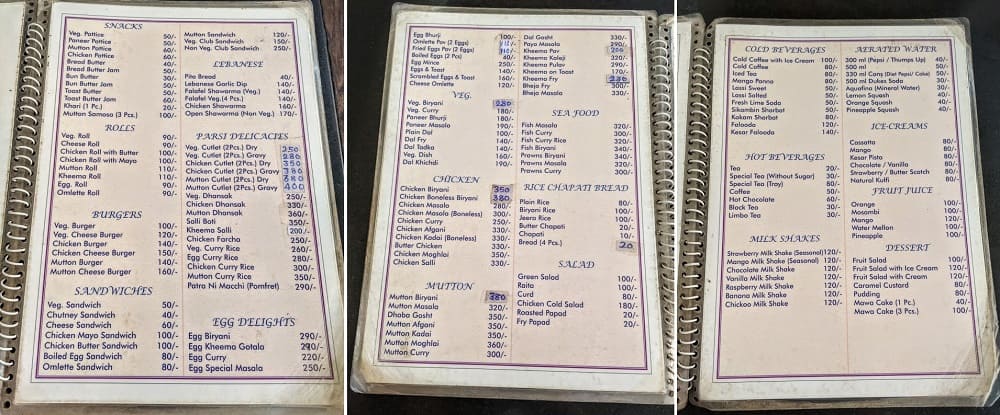 SNACKS
Veg. Pattice 50/-
Paneer Pattice 50/-
Mutton Pattice 60/-
Chicken Pattice 60/-
Bread Butter 40/-
Bread Butter Jam 50/-
Bun Butter 30/-
Bun Butter Jam 50/-
Toast Butter 50/-
Toast Butter Jam 60/-
Khari (1 Pc.) 20/-
Mutton Samosa (3 Pcs.) 100/-
ROLLS
Veg. Roll 90/-
Cheese Roll 90/-
Chicken Roll with Butter 100/-
Chicken Roll with Mayo 100/-
Mutton Roll 110/-
Kheema Roll 110/-
Egg. Roll 90/-
Omlette Roll 90/-
BURGERS
Veg. Burger 100/-
Veg. Cheese Burger 120/-
Chicken Burger 140/-
Chicken Cheese Burger 150/-
Mutton Burger 140/-
Mutton Cheese Burger 160/-
SANDWICHES
Veg. Sandwich 50/-
Chutney Sandwich 40/-
Cheese Sandwich 60/-
Chicken Mayo Sandwich 100/-
Chicken Butter Sandwich 100/-
Boiled Egg Sandwich 80/-
Omlette Sandwich 80/-
Mutton Sandwich 120/-
Veg. Club Sandwich 150/-
Non Veg. Club Sandwich 250/-
LEBANESE
Pita Bread 40/-
Lebanese Garlic Dip 40/-
Falafel Shawarma (Veg.) 140/-
Falafel Veg.(4 Pcs.) 140/-
Chicken Shawarma 160/-
Open Shawarma (Non Veg.) 170/-
PARSI DELICACIES
Veg. Cutlet (2Pcs.) Dry 250
Veg. Cutlet (2Pcs.) Gravy 280
Chicken Cutlet (2Pcs.) Dry 350
Chicken Cutlet (2Pcs.) Gravy 380
Mutton Cutlet (2Pcs.) Dry 380
Mutton Cutlet (2Pcs.) Gravy 400
Veg. Dhansak 250/-
Chicken Dhansak 330/-
Mutton Dhansak 360/-
Salli Boti 350/-
Kheema Salli 200/-
Chicken Farcha 250/-
Veg. Curry Rice 260/-
Egg Curry Rice 280/-
Chicken Curry Rice 300/-
Mutton Curry Rice 350/-
Patra Ni Macchi (Pomfret) 290/-
EGG DELIGHTS
Egg Biryani 290/-
Egg Kheema Gotala 290/-
Egg Curry 220/-
Egg Special Masala 250/-
Egg Bhurji 100/-
Omlette Pav (2 Eggs)
Fried Eggs Pav (2 Eggs)
Boiled Eggs (2 Pcs) 40/-
Egg Mince 250/-
Eggs & Toast 140/-
Scrambled Eggs & Toast 160/-
Cheese Omlette 120/-
VEG.
Veg. Biryani 280
Veg. Curry 180/-
Paneer Bhurji 180/-
Paneer Masala 190/-
Plain Dal 100/-
Dal Fry 140/-
Dal Tadka 140/-
Veg. Dish 160/-
Dal Khichdi 190/-
CHICKEN
Chicken Biryani 350
Chicken Boneless Biryani 380
Chicken Masala 280/-
Chicken Masala (Boneless) 300/-
Chicken Curry 250/-
Chicken Afgani 330/-
Chicken Kadai (Boneless) 330/-
Butter Chicken 330/-
Chicken Moghlai 350/-
Chicken Salli 330/-
MUTTON
Mutton Biryani 380
Mutton Masala 320/-
Dhaba Gosht 350/-
Mutton Afgani 350/-
Mutton Kadai 350/-
Mutton Moghlai 360/-
Mutton Curry 300/-
Dal Gosht 330/-
Paya Masala 290/-
Kheema Pav 200
Kheema Kaleji 320/-
Kheema Pulu 290/-
Kheema on Toast 170/-
Kheema Fry 230
Bheja Fry 300/-
Bheja Masala 330/-
SEA FOOD
Fish Masala 320/-
Fish Curry 300/-
Fish Curry Rice 320/-
Fish Biryani 340/-
Prawns Biryani 340/-
Prawns Masala 320/-
Prawns Curry 300/-
RICE CHAPATI BREAD
Plain Rice 80/-
Biryani Rice 100/-
Jeera Rice 100/-
Butter Chapati 20/-
Chapati 10/-
Bread (4 Pcs.) 20
SALAD
Green Salad 100/-
Raita 100/-
Curd 80/-
Chicken Cold Salad 180/-
Roasted Papad 20/-
Fry Papad 20/-
COLD BEVERAGES
Cold Coffee with Ice Cream 100/-
Cold Coffee 80/-
Iced Tea 80/-
Mango Panna 80/-
Lassi Sweet 80/-
Lassi Salted 50/-
Fresh Lime Soda 80/-
Sikanbin Sharbat 80/-
Kokam Sharbat 80/-
Falooda 120/-
Kesar Falooda 140/-
HOT BEVERAGES
Tea 20/-
Special Tea (Without Sugar) 30/-
Special Tea (Tray) 80/-
Coffee 50/-
Hot Chocolate 60/-
Black Tea 30/-
Limbo Tea 30/-
MILK SHAKES
Strawberry Milk Shake (Seasonal) 120/-
Mango Milk Shake (Seasonal) 120/-
Chocolate Milk Shake 120/-
Vanilla Milk Shake 120/-
Raspberry Milk Shake 120/-
Banana Milk Shake 120/-
Chickoo Milk Shake 120/-
AERATED WATER
300 ml (Pepsi / Thumps Up) 40/-
500 ml 50/-
330 ml Cans (Diet Pepsi/ Coke) 50/-
500 ml Dukes Soda 30/-
Aquafina (Mineral Water) 30/-
Lemon Squash 40/-
Orange Squash 40/-
Pineapple Squash 40/-
ICE-CREAMS
Cassatta 80/-
Mango 80/-
Kesar Pista 80/-
Chocolate / Vanilla 80/-
Strawberry / Butter Scatch 80/-
Natural Kulfi 80/-
FRUIT JUICE
Orange 100/-
Mosambi 100/-
Mango 120/-
Water Mellon 100/-
Pineapple 100/-
DESSERT
Fruit Salad 100/-
Fruit Salad with Ice Cream 120/-
Fruit Salad with Cream 120/-
Caramel Custard 80/-
Pudding 80/-
Mawa Cake (1 Pc.) 40/-
Mawa Cake (3 Pcs.) 100/-